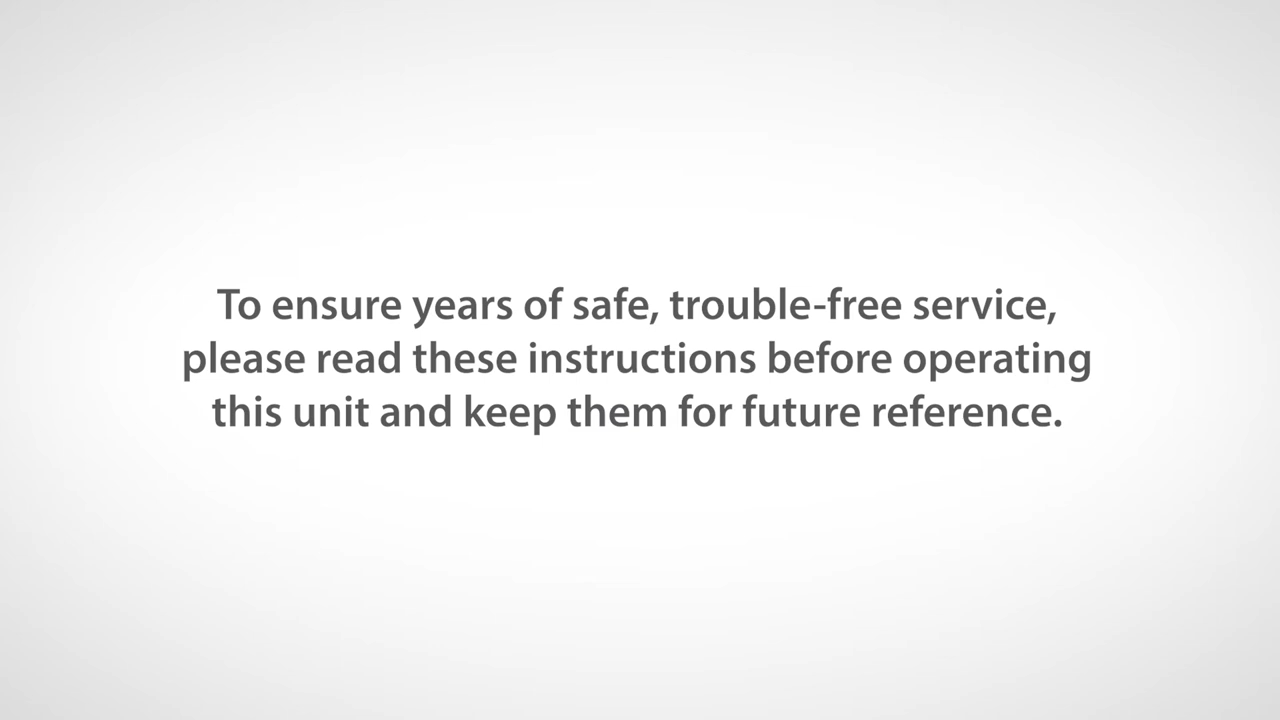 To ensure years of safe, trouble-free service,
please read these instructions before operating
this unit and keep them for future reference.